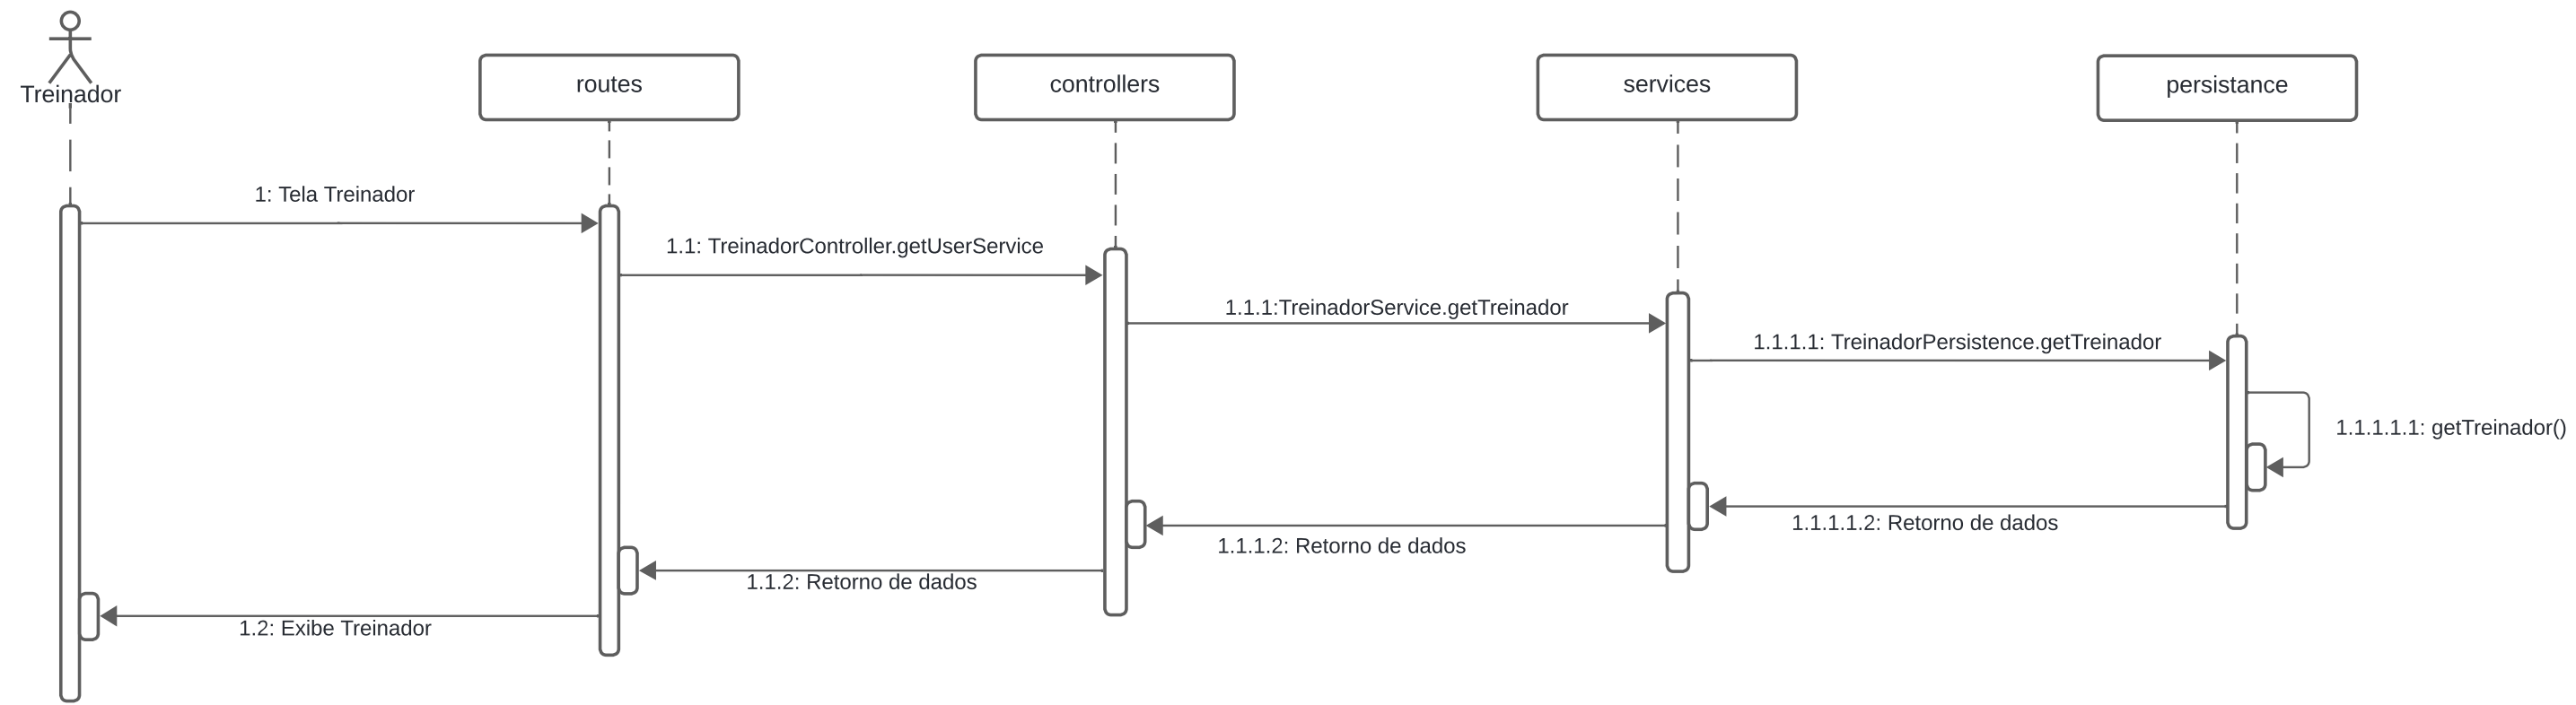 Treinador
routes
controllers
services
persistance
1: Tela Treinador
1.1: TreinadorController.getUserService
1.1.1:TreinadorService.getTreinador
1.1.1.1: TreinadorPersistence.getTreinador
1.1.1.1.1: getTreinador()
1.1.1.1.2: Retorno de dados
1.1.1.2: Retorno de dados
1.1.2: Retorno de dados
1.2: Exibe Treinador